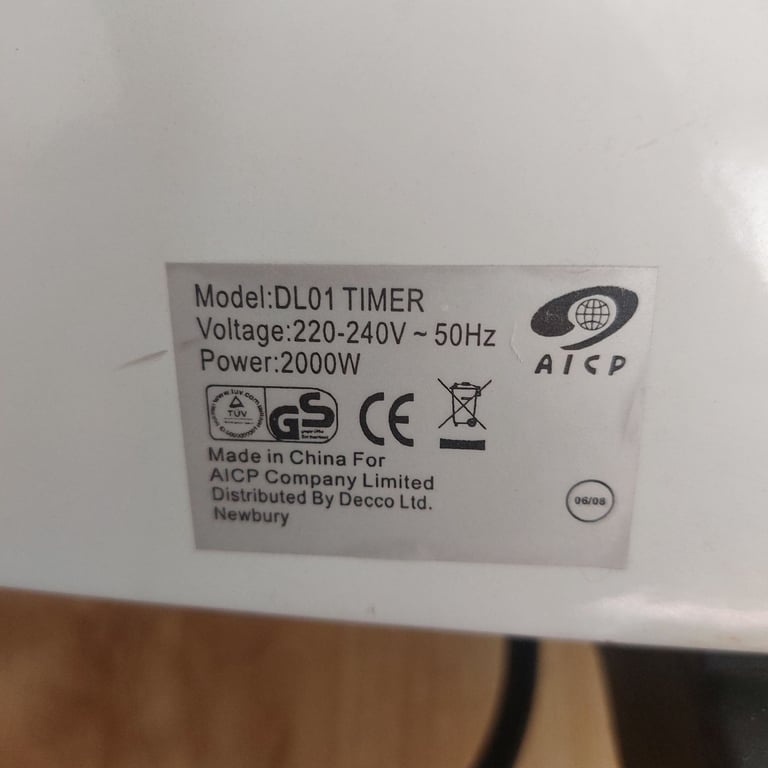 Model:DL01 TIMER
Voltage:220-240V ~ 50Hz
Power:2000W
AICP
TÜV
GS
CE
Made in China For
AICP Company Limited
Distributed By Decco Ltd.
Newbury
06/08